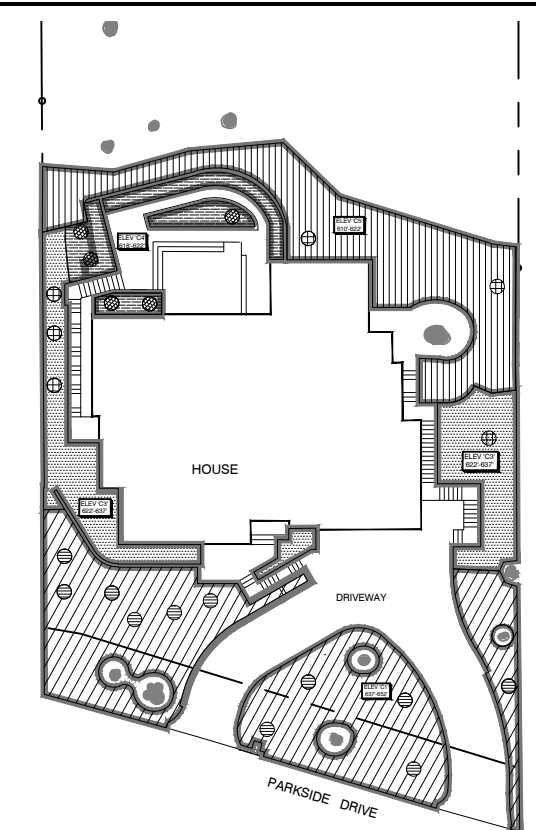 ELEV 'C5'
610'-622'
ELEV 'C4'
618'-622'
HOUSE
ELEV 'C3'
622'-637'
ELEV 'C3'
622'-637'
DRIVEWAY
ELEV 'C1'
637'-652'
PARKSIDE DRIVE